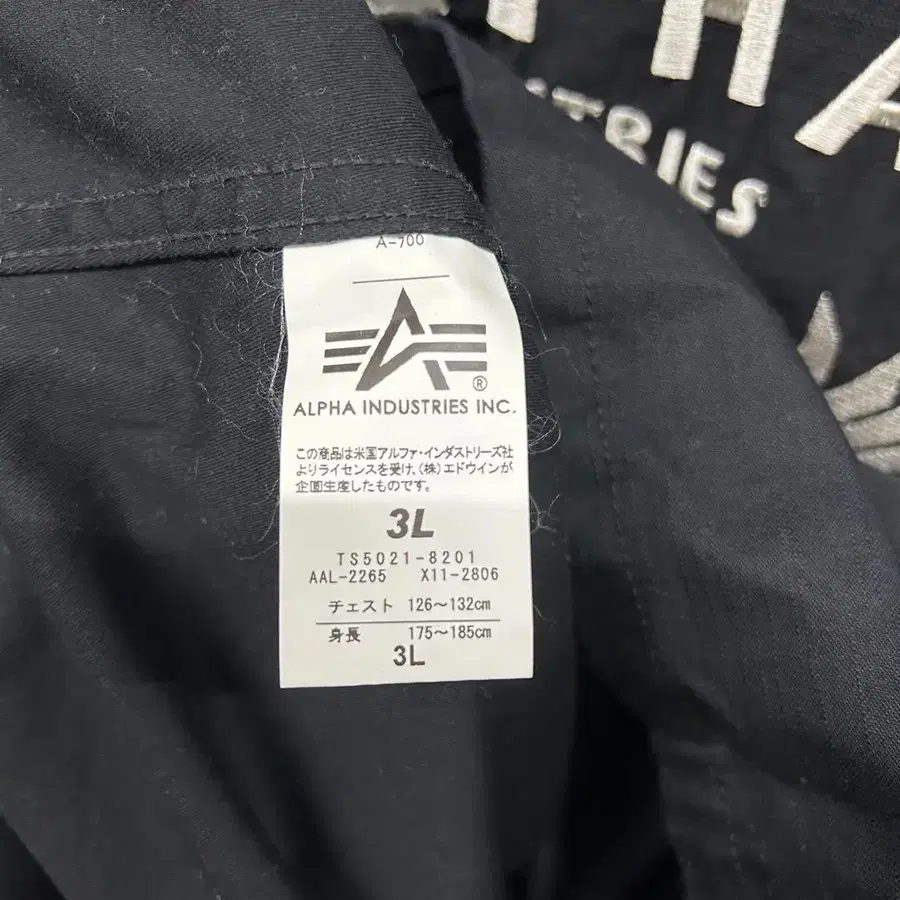 HA
STRIES
A-700
ALPHA INDUSTRIES INC.
この商品は米国アルファ・インダストリーズ社
よりライセンスを受け、(株)エドウインが
企画生産したものです。
3L
TS5021-8201
AAL-2265 X11-2806
チェスト 126～132cm
身長 175～185cm
3L